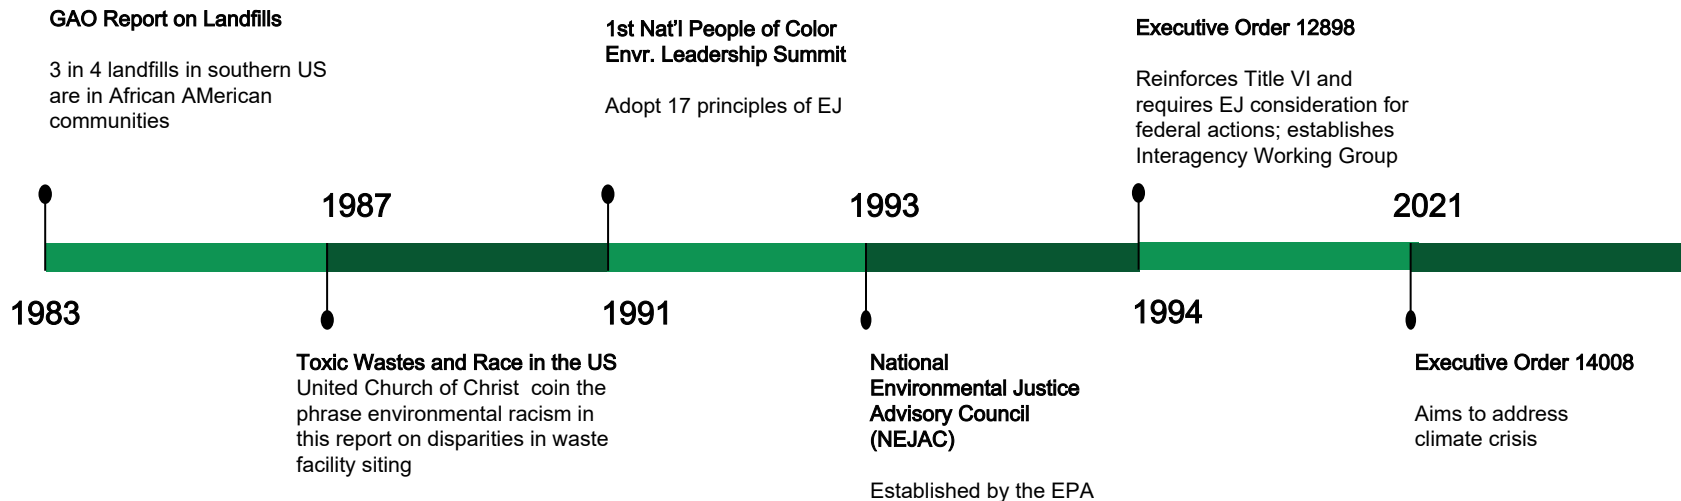 GAO Report on Landfills
3 in 4 landfills in southern US
are in African AMerican
communities
1st Nat'l People of Color
Envr. Leadership Summit
Adopt 17 principles of EJ
Executive Order 12898
Reinforces Title VI and
requires EJ consideration for
federal actions; establishes
Interagency Working Group
1987
1993
2021
1983
1991
1994
Toxic Wastes and Race in the US
United Church of Christ  coin the
phrase environmental racism in
this report on disparities in waste
facility siting
National
Environmental Justice
Advisory Council
(NEJAC)
Established by the EPA
Executive Order 14008
Aims to address
climate crisis